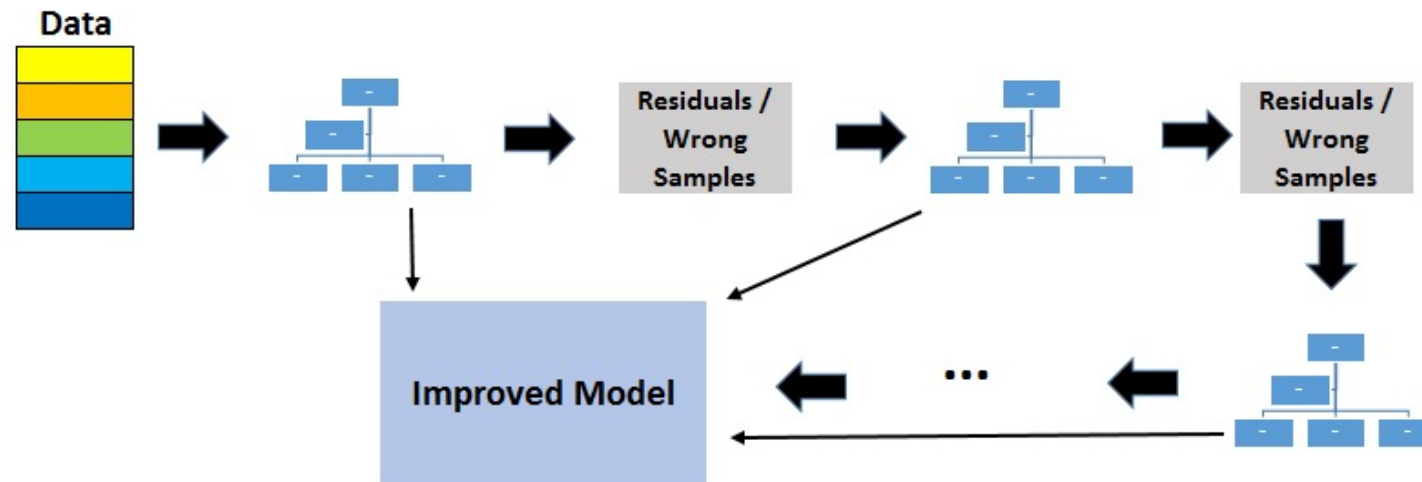 Data
Residuals /
Wrong
Samples
Residuals /
Wrong
Samples
-
-
-
-
-
-
-
-
-
-
Improved Model
...
-
-
-
-
-